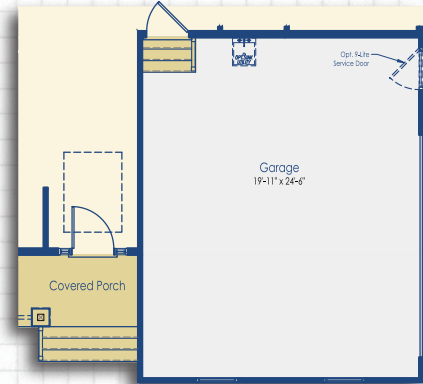 Opt. 9-Lite
Service Door
Garage
19'-11" x 24'-6"
Covered Porch